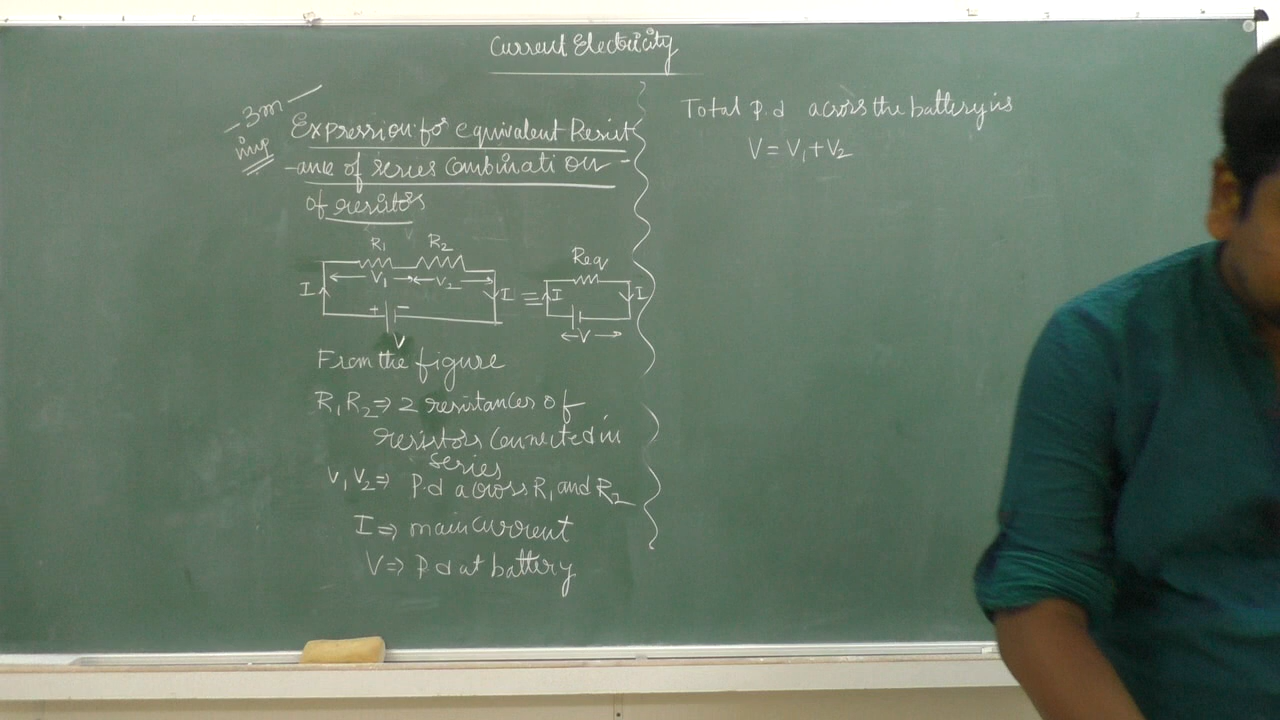 Current Electricity
- 3m -
imp
Expression for equivalent Resist
-ance of series Combination -
of resistors
R1 R2
V1 V2
I I
+ -
V
≡
Req
I I
V
From the figure
R1 R2 ⇒ 2 resistances of
resistors Connected in
series
V1 V2 ⇒ P.d across R1 and R2
I ⇒ main current
V ⇒ P.d at battery
Total P.d across the battery is
V = V1 + V2